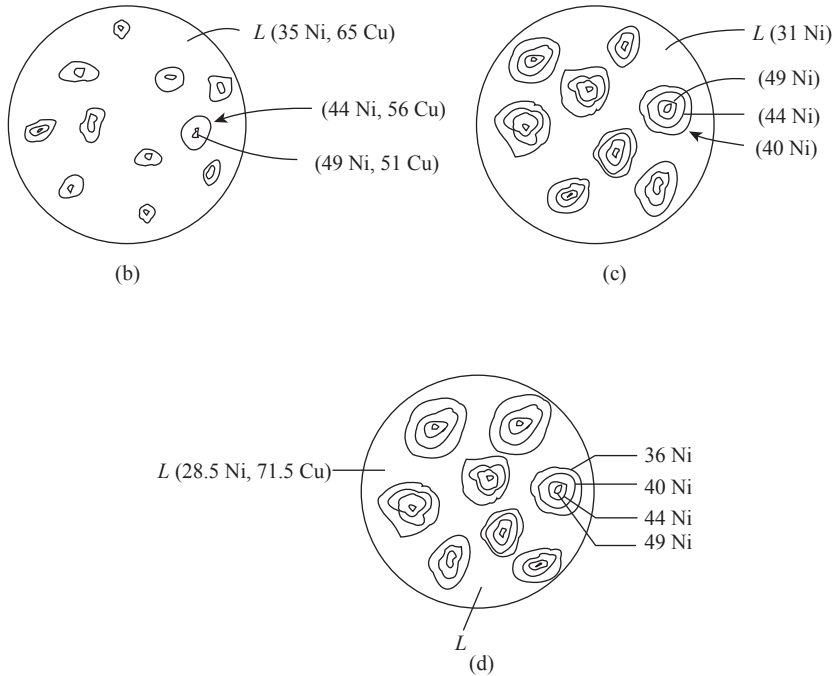 L (35 Ni, 65 Cu)
(44 Ni, 56 Cu)
(49 Ni, 51 Cu)
(b)
L (31 Ni)
(49 Ni)
(44 Ni)
(40 Ni)
(c)
L (28.5 Ni, 71.5 Cu)
36 Ni
40 Ni
44 Ni
49 Ni
L
(d)